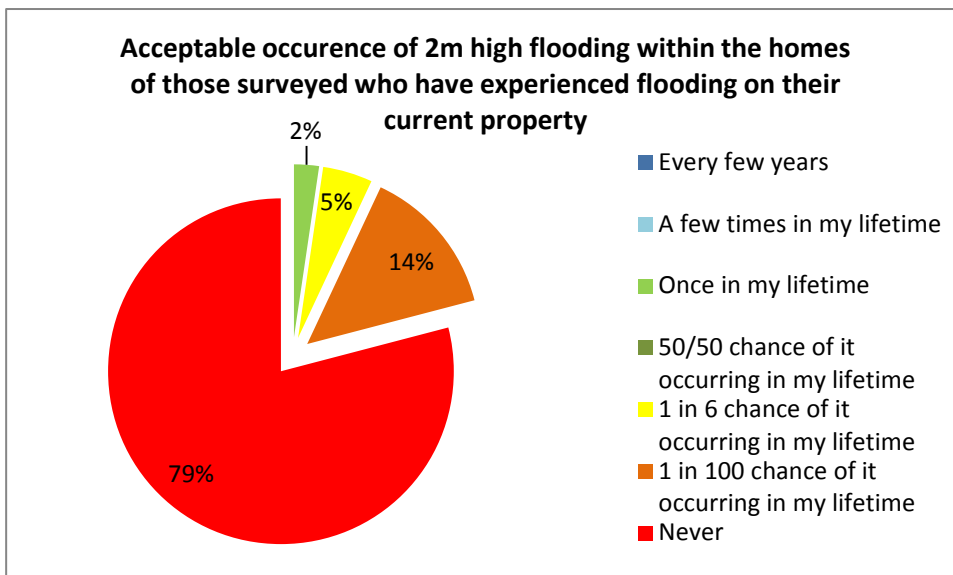 Acceptable occurence of 2m high flooding within the homes
of those surveyed who have experienced flooding on their
current property
2%
5%
14%
79%
Every few years
A few times in my lifetime
Once in my lifetime
50/50 chance of it
occurring in my lifetime
1 in 6 chance of it
occurring in my lifetime
1 in 100 chance of it
occurring in my lifetime
Never